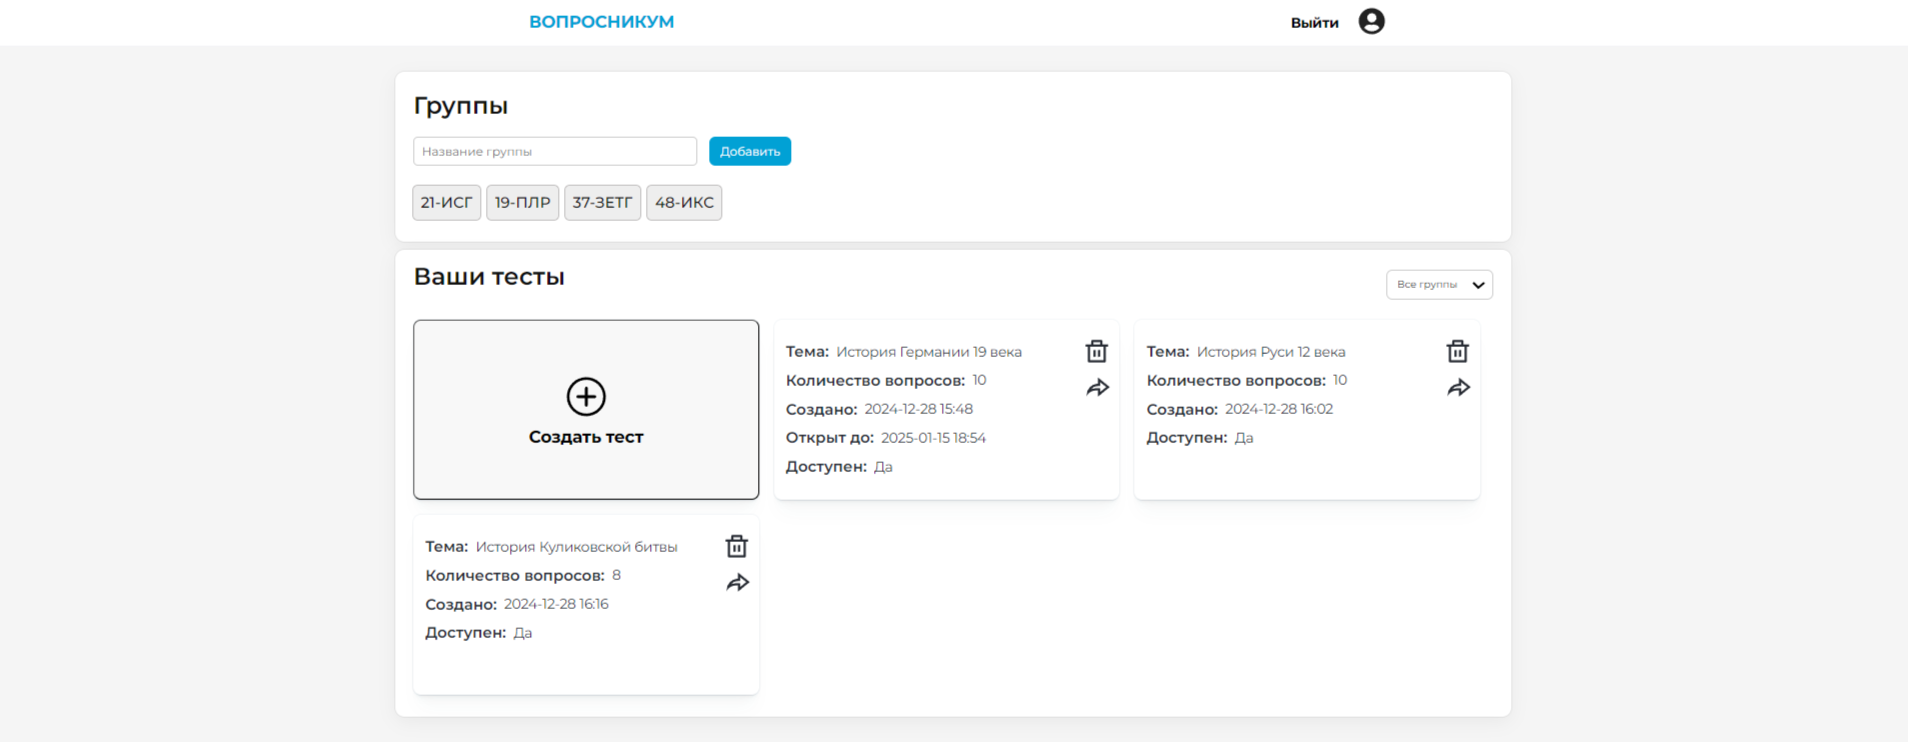 ВОПРОСНИКУМ
Выйти
Группы
Название группы
Добавить
21-ИСГ 19-ПЛР 37-ЗЕТГ 48-ИКС
Ваши тесты
Все группы
Создать тест
Тема: История Германии 19 века
Количество вопросов: 10
Создано: 2024-12-28 15:48
Открыт до: 2025-01-15 18:54
Доступен: Да
Тема: История Руси 12 века
Количество вопросов: 10
Создано: 2024-12-28 16:02
Доступен: Да
Тема: История Куликовской битвы
Количество вопросов: 8
Создано: 2024-12-28 16:16
Доступен: Да